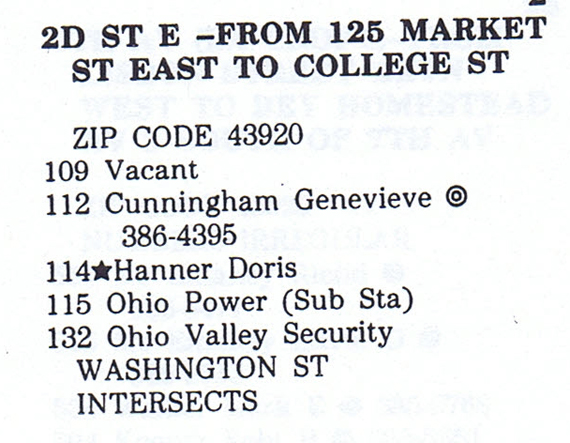 2D ST E –FROM 125 MARKET
ST EAST TO COLLEGE ST
ZIP CODE 43920
109 Vacant
112 Cunningham Genevieve ⊚
386-4395
114★Hanner Doris
115 Ohio Power (Sub Sta)
132 Ohio Valley Security
WASHINGTON ST
INTERSECTS